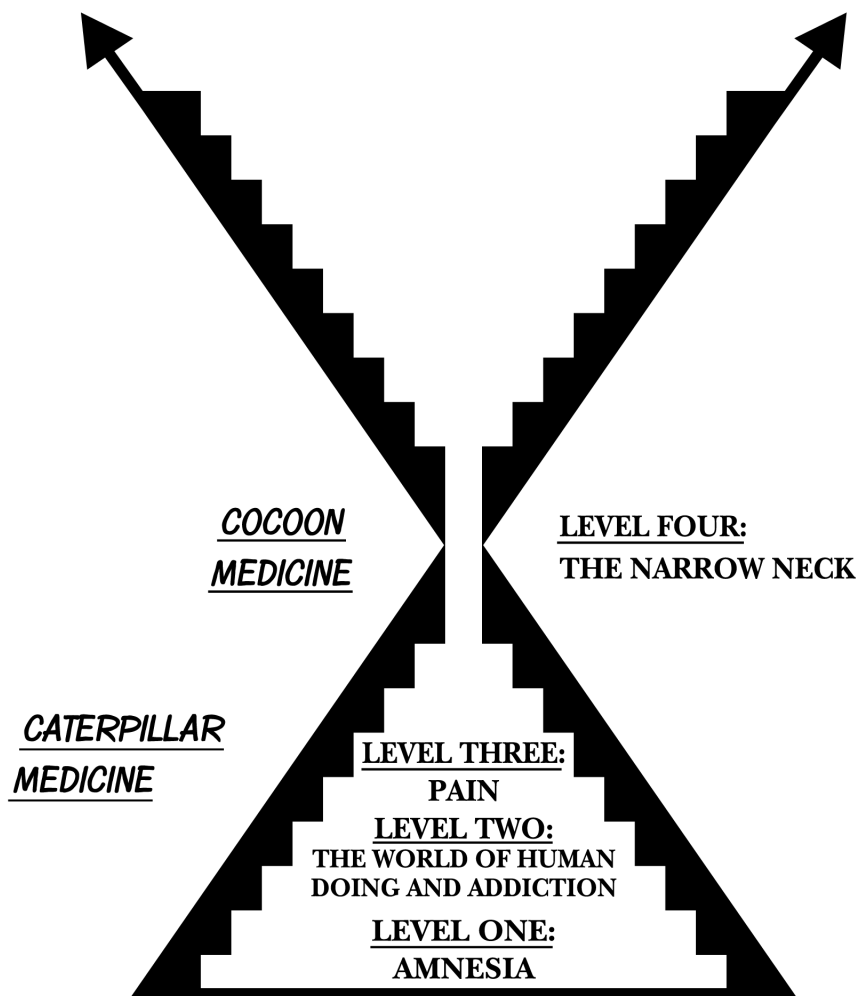 COCOON
MEDICINE
LEVEL FOUR:
THE NARROW NECK
CATERPILLAR
MEDICINE
LEVEL THREE:
PAIN
LEVEL TWO:
THE WORLD OF HUMAN
DOING AND ADDICTION
LEVEL ONE:
AMNESIA